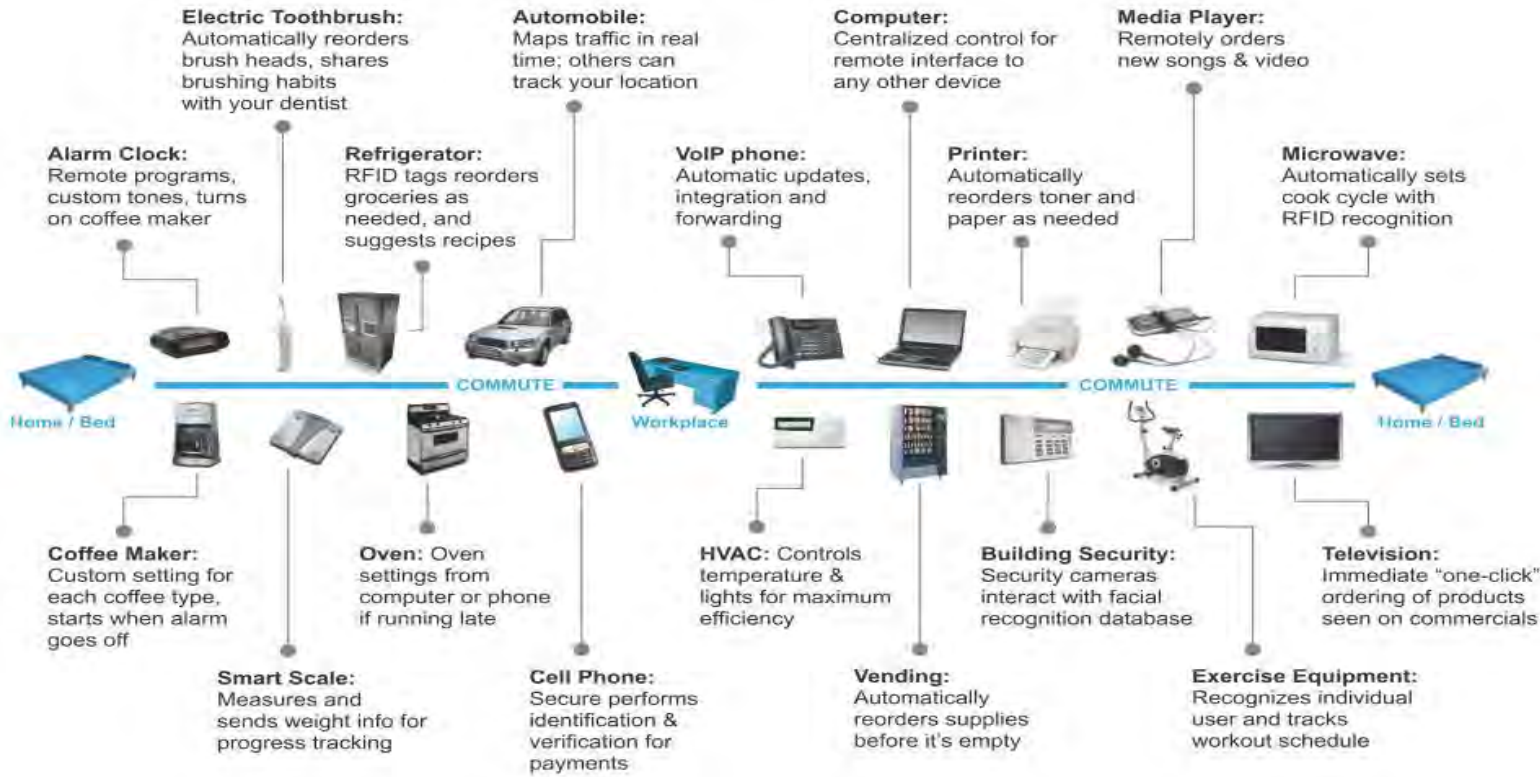 Electric Toothbrush:
Automatically reorders
brush heads, shares
brushing habits
with your dentist
Automobile:
Maps traffic in real
time; others can
track your location
Computer:
Centralized control for
remote interface to
any other device
Media Player:
Remotely orders
new songs & video
Alarm Clock:
Remote programs,
custom tones, turns
on coffee maker
Refrigerator:
RFID tags reorders
groceries as
needed, and
suggests recipes
VoIP phone:
Automatic updates,
integration and
forwarding
Printer:
Automatically
reorders toner and
paper as needed
Microwave:
Automatically sets
cook cycle with
RFID recognition
Home / Bed
COMMUTE
Workplace
COMMUTE
Home / Bed
Coffee Maker:
Custom setting for
each coffee type,
starts when alarm
goes off
Oven: Oven
settings from
computer or phone
if running late
HVAC: Controls
temperature &
lights for maximum
efficiency
Building Security:
Security cameras
interact with facial
recognition database
Television:
Immediate “one-click”
ordering of products
seen on commercials
Smart Scale:
Measures and
sends weight info for
progress tracking
Cell Phone:
Secure performs
identification &
verification for
payments
Vending:
Automatically
reorders supplies
before it's empty
Exercise Equipment:
Recognizes individual
user and tracks
workout schedule